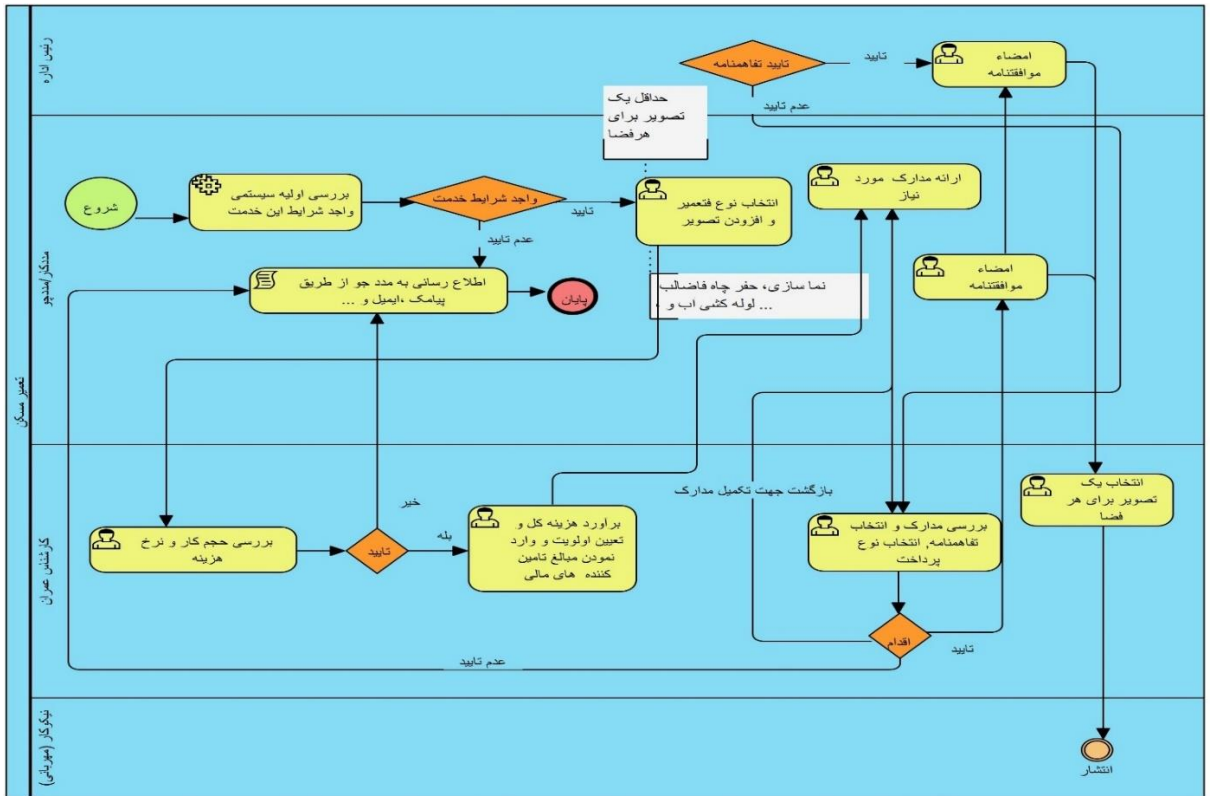 تعمیر مسکن
رئیس اداره
تایید تفاهمنامه
تایید
عدم تایید
امضاء
موافقتنامه
مددکار/مددجو
شروع
بررسی اولیه سیستمی
واجد شرایط این خدمت
واجد شرایط خدمت
تایید
عدم تایید
حداقل یک
تصویر برای
هرفضا
انتخاب نوع فتعمیر
و افزودن تصویر
نما سازی، حفر چاه فاضالب
، لوله کشی اب و ...
اطلاع رسانی به مدد جو از طریق
پیامک ،ایمیل و ...
پایان
ارائه مدارک مورد
نیاز
امضاء
موافقتنامه
کارشناس عمران
بررسی حجم کار و نرخ
هزینه
تایید
خیر
بله
براورد هزینه کل و
تعیین اولویت و وارد
نمودن مبالغ تامین
کننده های مالی
بازگشت جهت تکمیل مدارک
بررسی مدارک و انتخاب
تفاهمنامه, انتخاب نوع
پرداخت
اقدام
تایید
عدم تایید
انتخاب یک
تصویر برای هر
فضا
نیکوکار (مهربانی)
انتشار